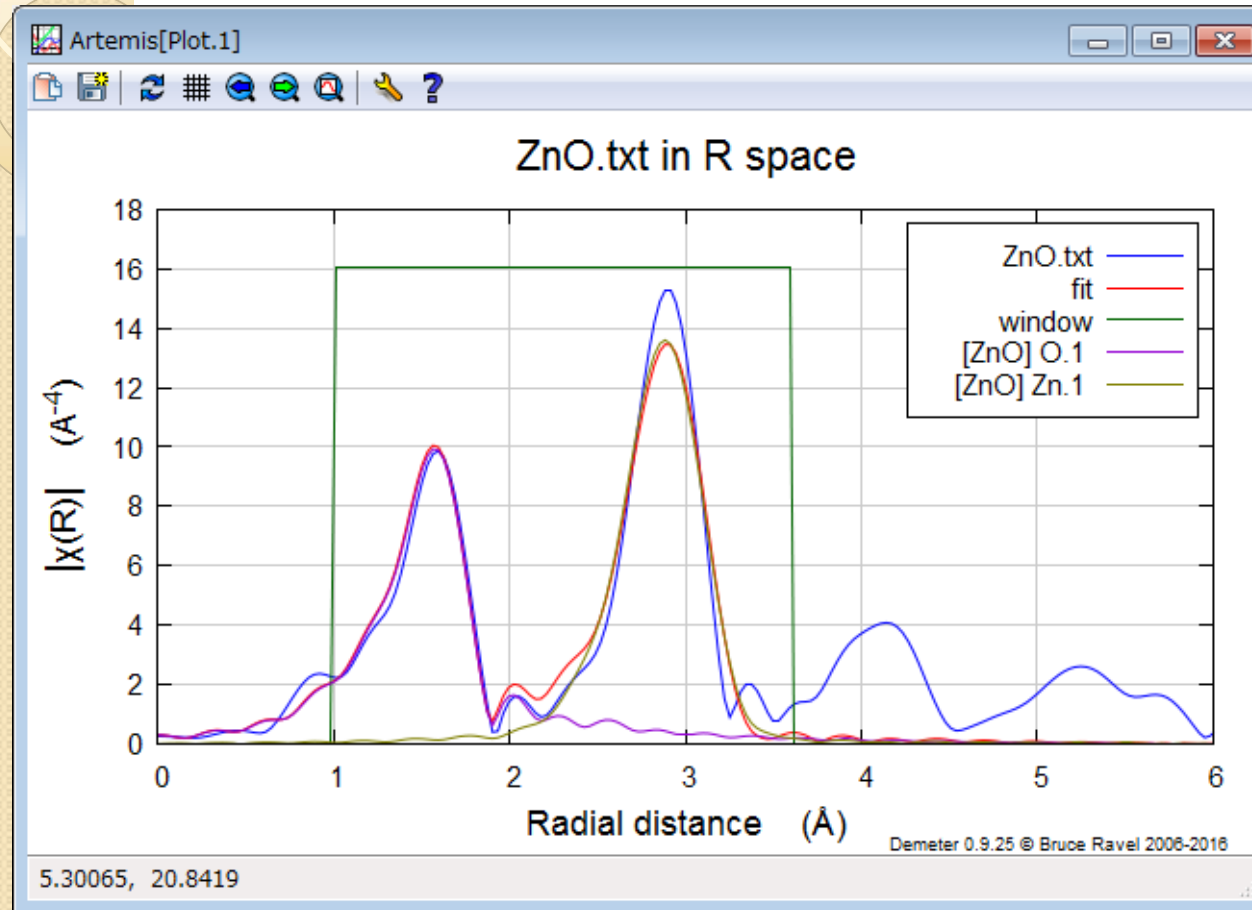 Artemis[Plot.1]
ZnO.txt in R space
18
16
14
12
10
8
6
4
2
0
|χ(R)| (A⁻⁴)
ZnO.txt
fit
window
[ZnO] O.1
[ZnO] Zn.1
0 1 2 3 4 5 6
Radial distance (Å)
Demeter 0.9.25 © Bruce Ravel 2006-2016
5.30065, 20.8419